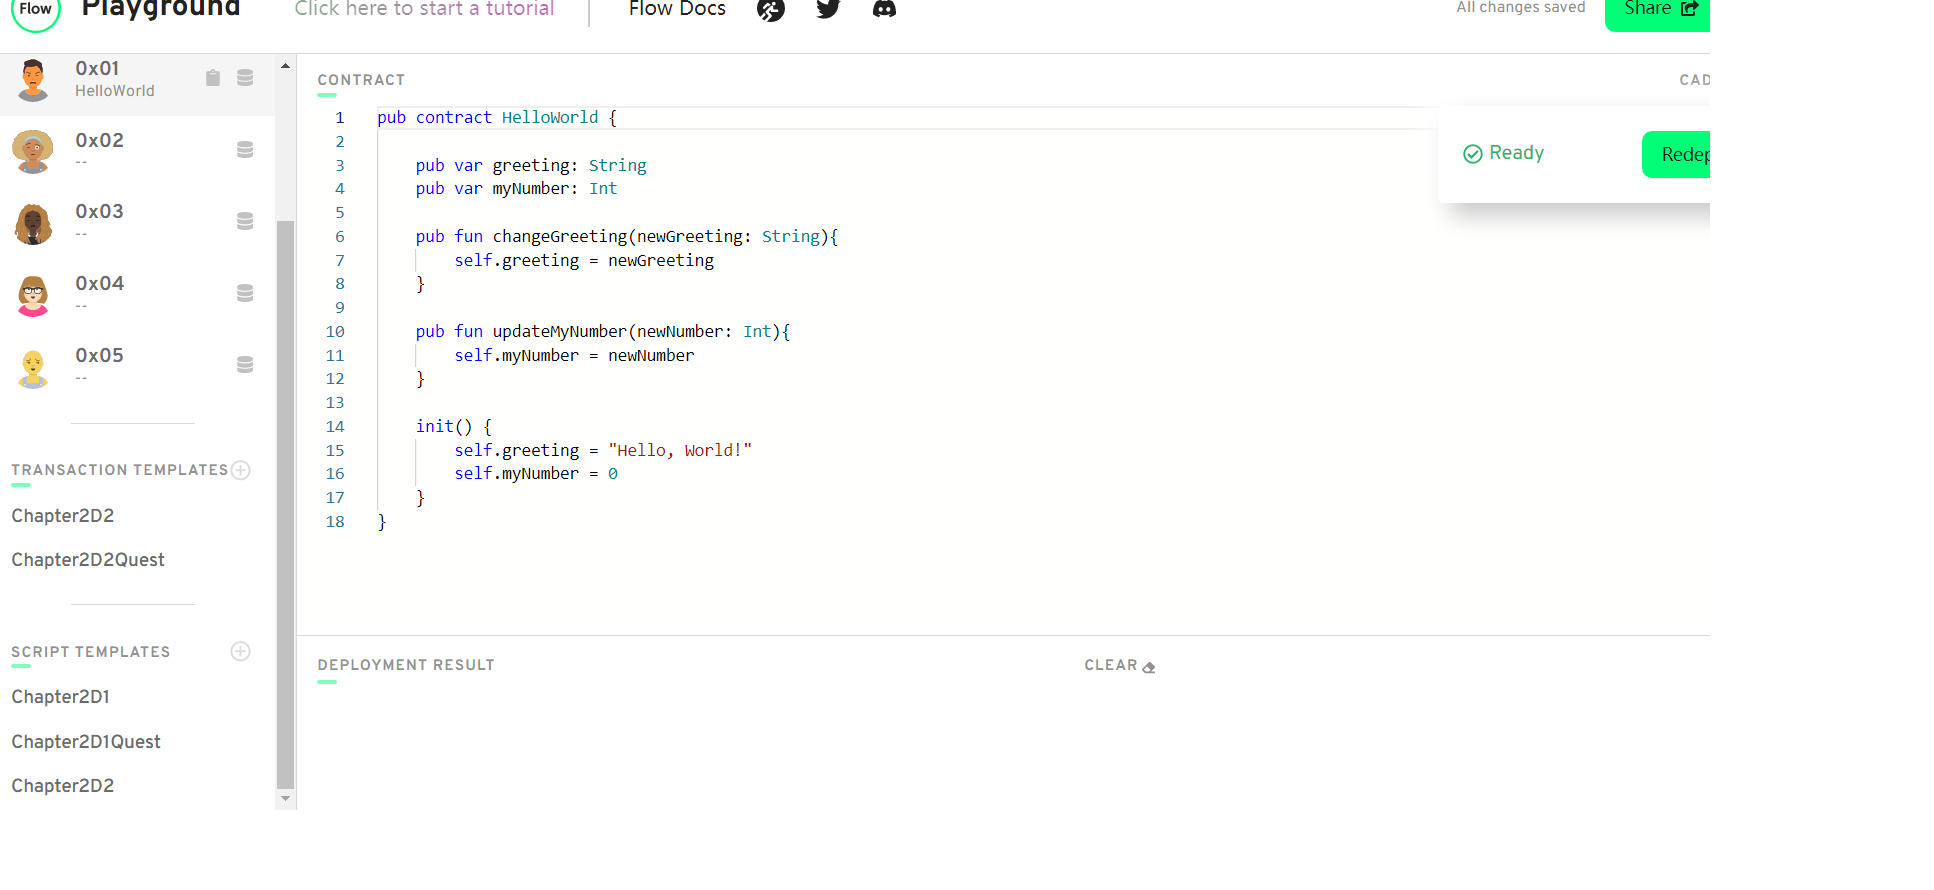 Flow
Playground
Click here to start a tutorial
Flow Docs
All changes saved
Share
0x01
HelloWorld
0x02
--
0x03
--
0x04
--
0x05
--
TRANSACTION TEMPLATES
Chapter2D2
Chapter2D2Quest
SCRIPT TEMPLATES
Chapter2D1
Chapter2D1Quest
Chapter2D2
CONTRACT
CAD
Ready
Redep
1 pub contract HelloWorld {
2
3     pub var greeting: String
4     pub var myNumber: Int
5
6     pub fun changeGreeting(newGreeting: String){
7         self.greeting = newGreeting
8     }
9
10     pub fun updateMyNumber(newNumber: Int){
11         self.myNumber = newNumber
12     }
13
14     init() {
15         self.greeting = "Hello, World!"
16         self.myNumber = 0
17     }
18 }
DEPLOYMENT RESULT
CLEAR